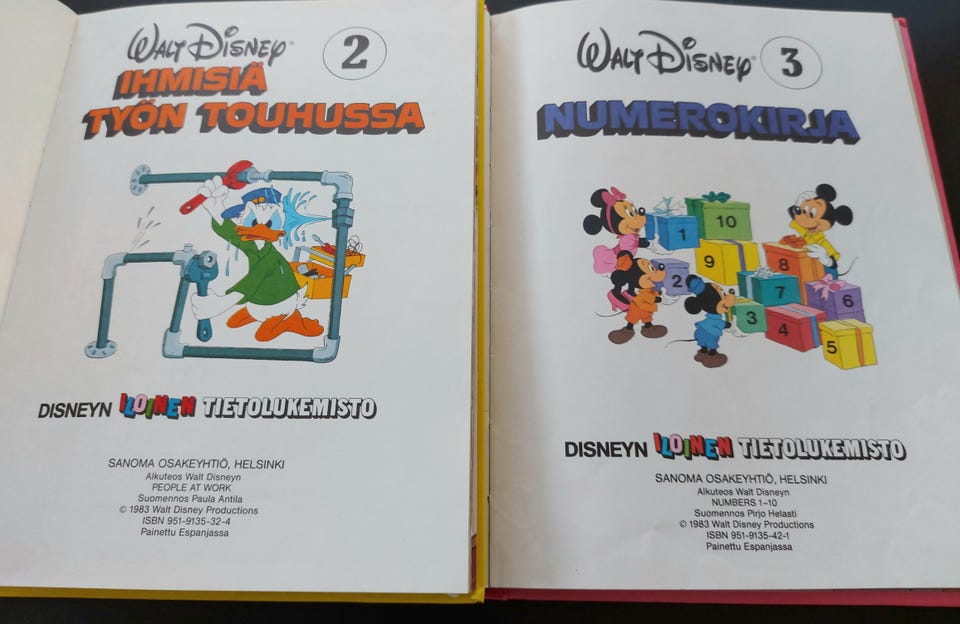 WALT DISNEY 2
IHMISIÄ
TYÖN TOUHUSSA
DISNEYN ILOINEN TIETOLUKEMISTO
SANOMA OSAKEYHTIÖ, HELSINKI
Alkuteos Walt Disneyn
PEOPLE AT WORK
Suomennos Paula Antila
© 1983 Walt Disney Productions
ISBN 951-9135-32-4
Painettu Espanjassa
WALT DISNEY 3
NUMEROKIRJA
1
10
9
8
2
7
6
3
4
5
DISNEYN ILOINEN TIETOLUKEMISTO
SANOMA OSAKEYHTIÖ, HELSINKI
Alkuteos Walt Disneyn
NUMBERS 1–10
Suomennos Pirjo Helasti
© 1983 Walt Disney Productions
ISBN 951-9135-42-1
Painettu Espanjassa